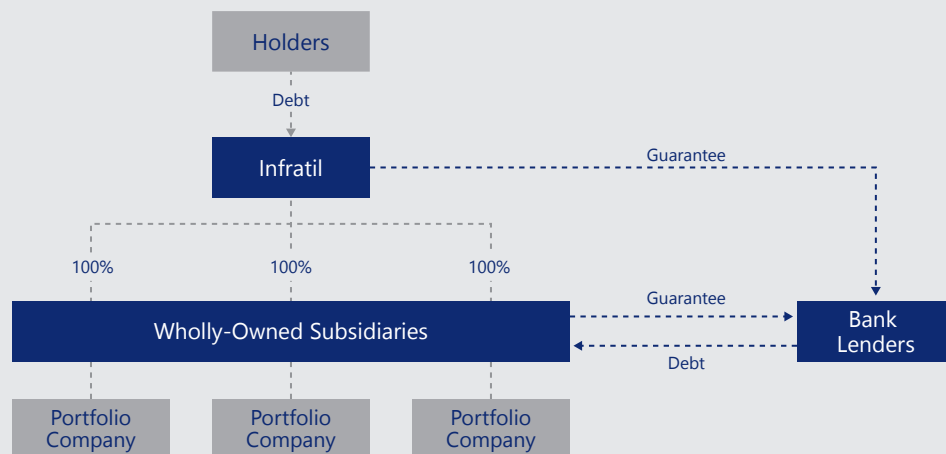 Holders
Debt
Infratil
Guarantee
100%
100%
100%
Wholly-Owned Subsidiaries
Guarantee
Debt
Bank
Lenders
Portfolio
Company
Portfolio
Company
Portfolio
Company